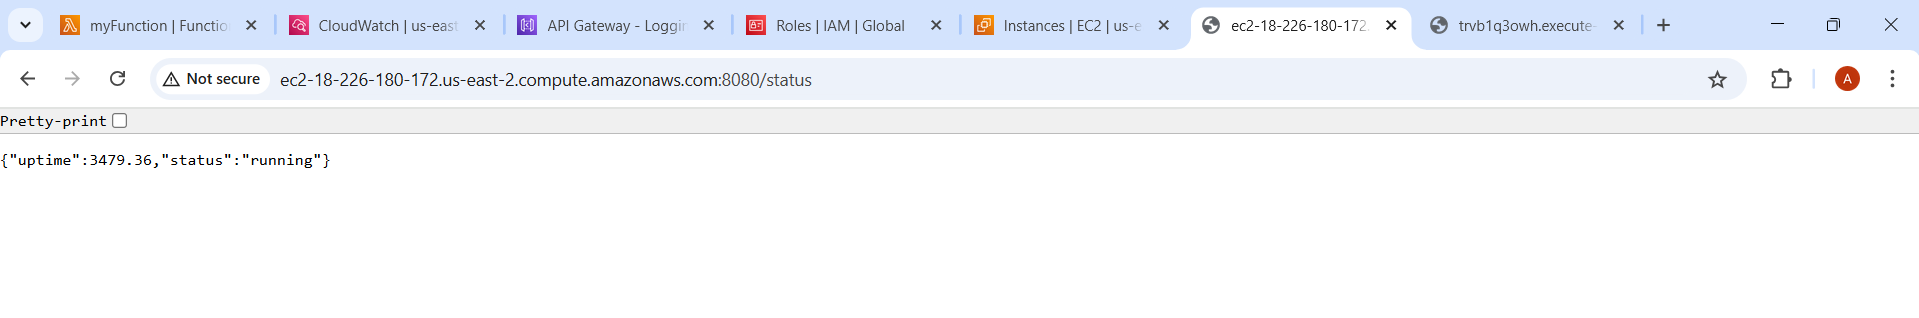 myFunction | Functio
CloudWatch | us-east
API Gateway - Loggin
Roles | IAM | Global
Instances | EC2 | us-e
ec2-18-226-180-172.
trvb1q3owh.execute-
Not secure
ec2-18-226-180-172.us-east-2.compute.amazonaws.com:8080/status
A
Pretty-print
{"uptime":3479.36,"status":"running"}